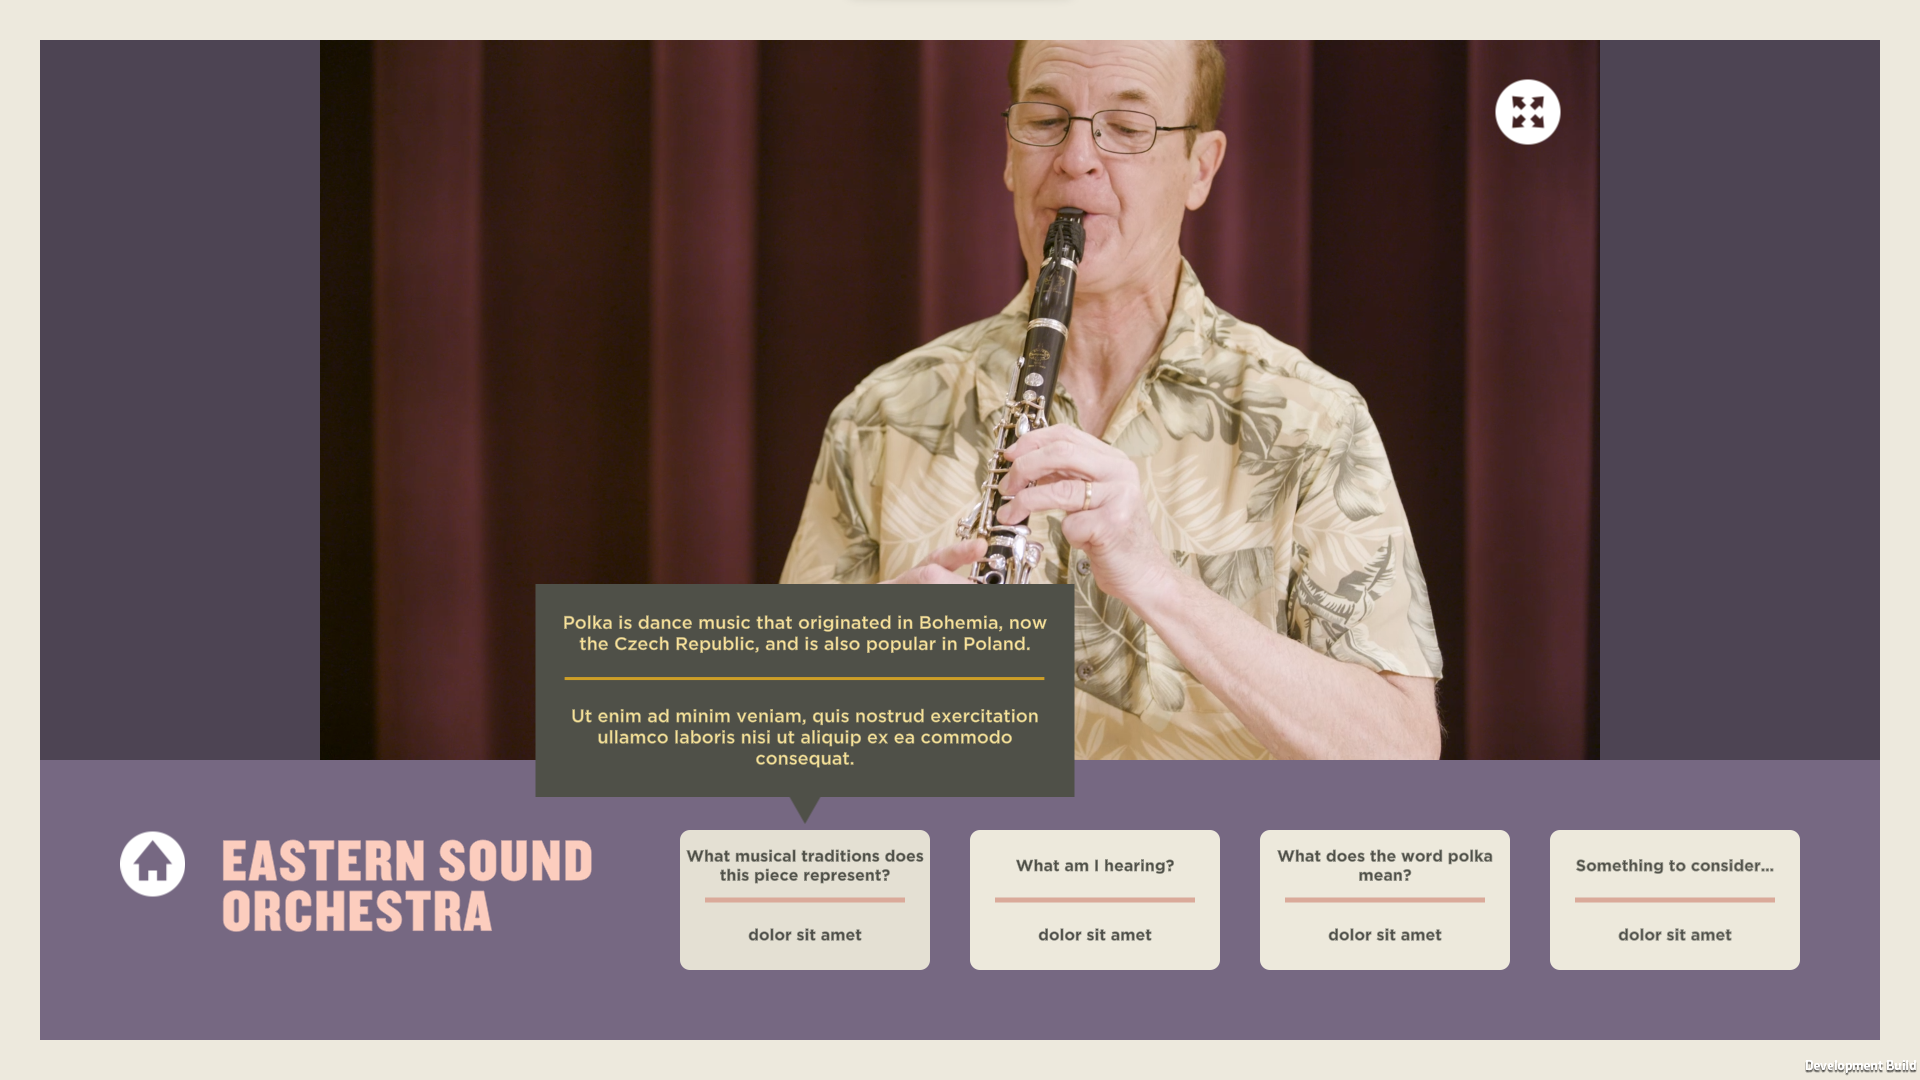 Polka is dance music that originated in Bohemia, now
the Czech Republic, and is also popular in Poland.
Ut enim ad minim veniam, quis nostrud exercitation
ullamco laboris nisi ut aliquip ex ea commodo
consequat.
EASTERN SOUND
ORCHESTRA
What musical traditions does
this piece represent?
dolor sit amet
What am I hearing?
dolor sit amet
What does the word polka
mean?
dolor sit amet
Something to consider...
dolor sit amet
Development Build